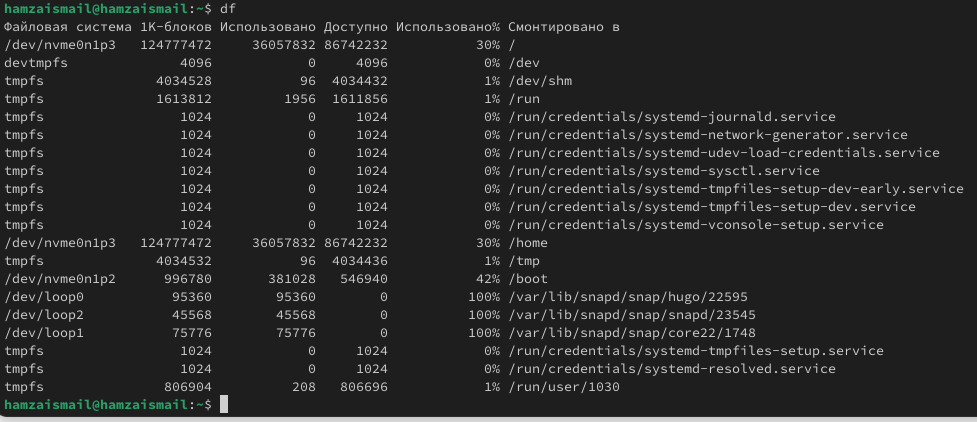 hamzaismail@hamzaismail:~$ df
Файловая система 1K-блоков Использовано Доступно Использовано% Смонтировано в
/dev/nvme0n1p3 124777472 36057832 86742232 30% /
devtmpfs 4096 0 4096 0% /dev
tmpfs 4034528 96 4034432 1% /dev/shm
tmpfs 1613812 1956 1611856 1% /run
tmpfs 1024 0 1024 0% /run/credentials/systemd-journald.service
tmpfs 1024 0 1024 0% /run/credentials/systemd-network-generator.service
tmpfs 1024 0 1024 0% /run/credentials/systemd-udev-load-credentials.service
tmpfs 1024 0 1024 0% /run/credentials/systemd-sysctl.service
tmpfs 1024 0 1024 0% /run/credentials/systemd-tmpfiles-setup-dev-early.service
tmpfs 1024 0 1024 0% /run/credentials/systemd-tmpfiles-setup-dev.service
tmpfs 1024 0 1024 0% /run/credentials/systemd-vconsole-setup.service
/dev/nvme0n1p3 124777472 36057832 86742232 30% /home
tmpfs 4034532 96 4034436 1% /tmp
/dev/nvme0n1p2 996780 381028 546940 42% /boot
/dev/loop0 95360 95360 0 100% /var/lib/snapd/snap/hugo/22595
/dev/loop2 45568 45568 0 100% /var/lib/snapd/snap/snapd/23545
/dev/loop1 75776 75776 0 100% /var/lib/snapd/snap/core22/1748
tmpfs 1024 0 1024 0% /run/credentials/systemd-tmpfiles-setup.service
tmpfs 1024 0 1024 0% /run/credentials/systemd-resolved.service
tmpfs 806904 208 806696 1% /run/user/1030
hamzaismail@hamzaismail:~$